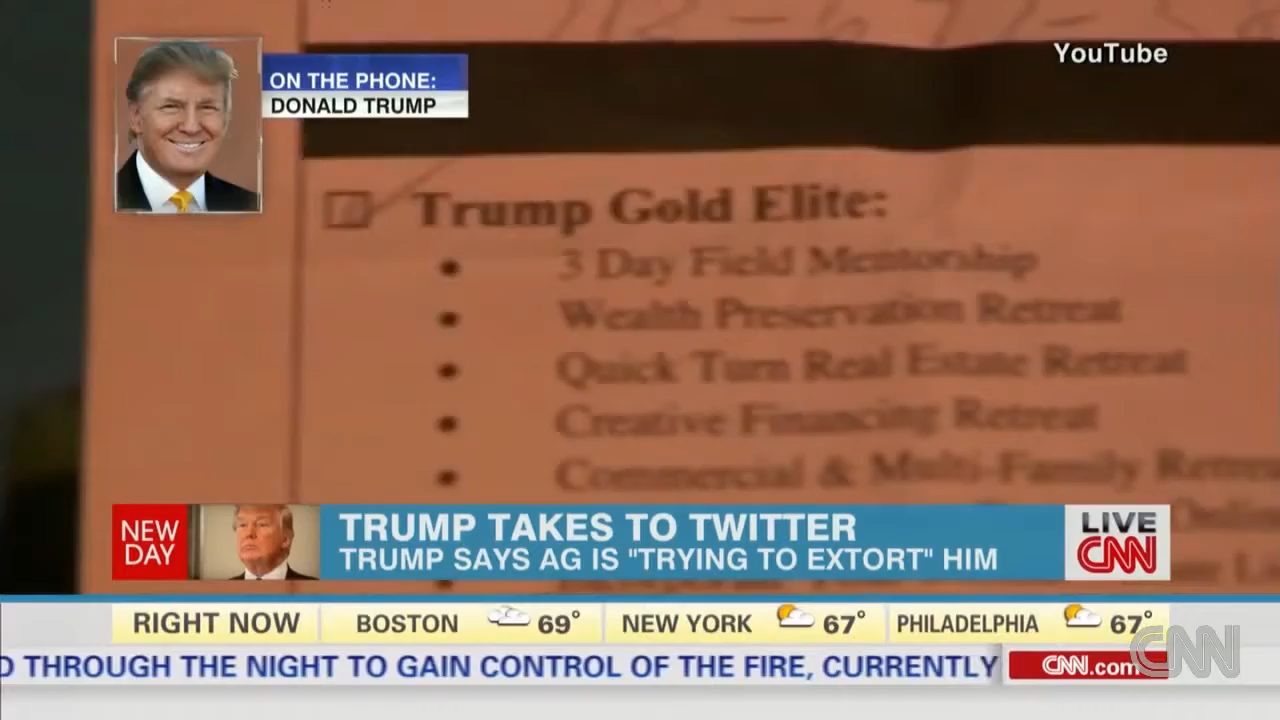 YouTube
ON THE PHONE:
DONALD TRUMP
Trump Gold Elite:
3 Day Field Mentorship
Wealth Preservation Retreat
Quick Turn Real Estate Retreat
Creative Financing Retreat
Commercial & Multi-Family
NEW
DAY
TRUMP TAKES TO TWITTER
TRUMP SAYS AG IS "TRYING TO EXTORT" HIM
LIVE
CNN
RIGHT NOW
BOSTON 69°
NEW YORK 67°
PHILADELPHIA 67°
THROUGH THE NIGHT TO GAIN CONTROL OF THE FIRE, CURRENTLY
CNN.com
CNN